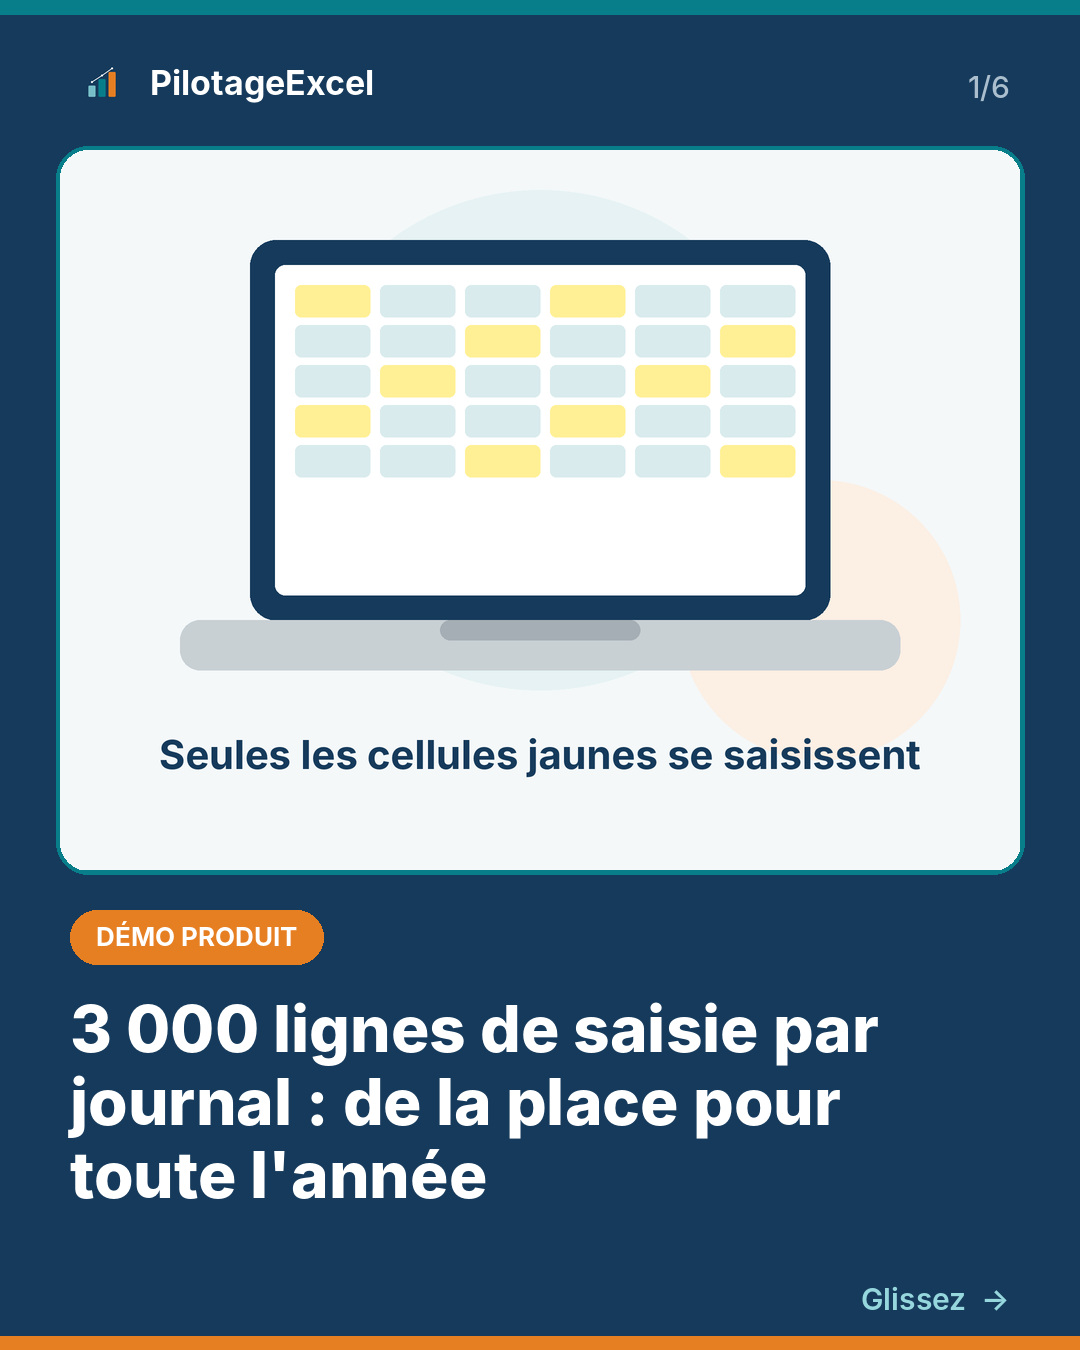 PilotageExcel
1/6
Seules les cellules jaunes se saisissent
DÉMO PRODUIT
3 000 lignes de saisie par
journal : de la place pour
toute l'année
Glissez →